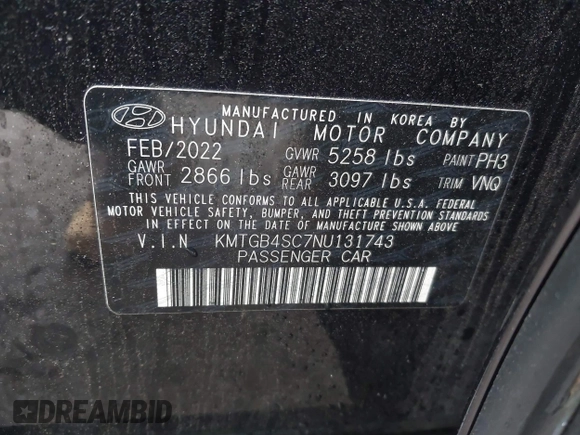 MANUFACTURED IN KOREA BY
HYUNDAI MOTOR COMPANY
FEB/2022 GVWR 5258 lbs PAINT PH3
GAWR FRONT 2866 lbs GAWR REAR 3097 lbs TRIM VNQ
THIS VEHICLE CONFORMS TO ALL APPLICABLE U.S.A. FEDERAL
MOTOR VEHICLE SAFETY, BUMPER, AND THEFT PREVENTION STANDARDS
IN EFFECT ON THE DATE OF MANUFACTURE SHOWN ABOVE.
V.I.N KMTGB4SC7NU131743
PASSENGER CAR
DREAMBID